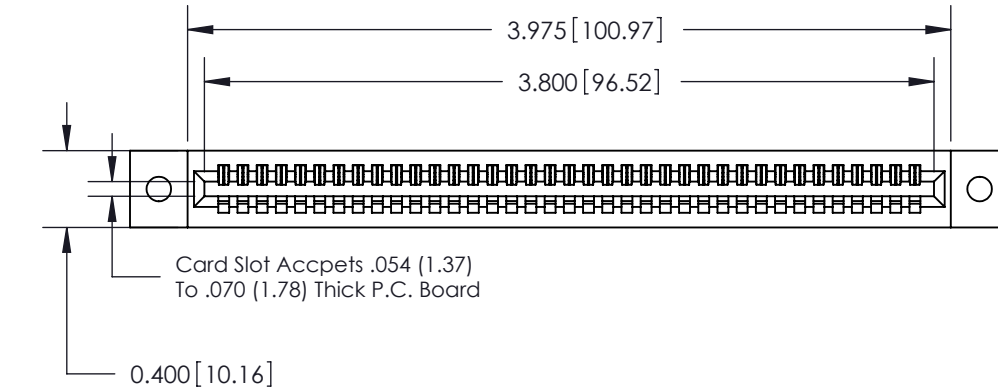 3.975[100.97]
3.800[96.52]
Card Slot Accpets .054 (1.37)
To .070 (1.78) Thick P.C. Board
0.400[10.16]